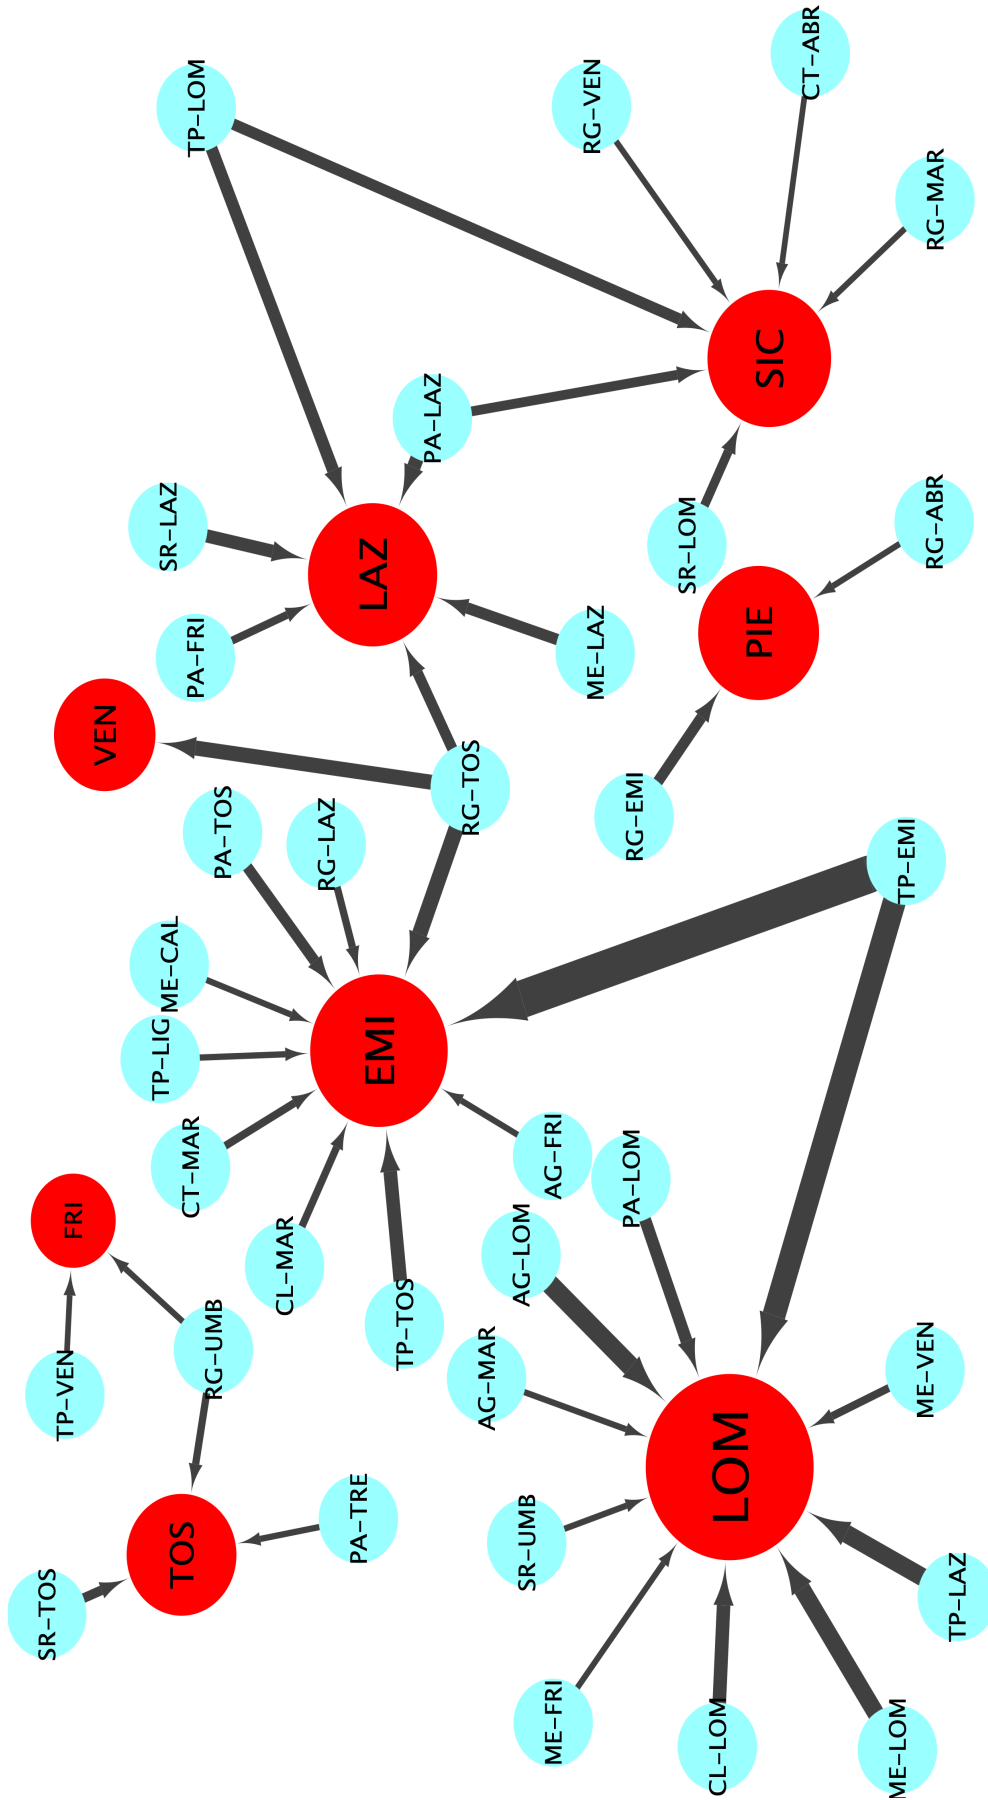 CT−ABR
TP−LOM
RG−VEN
RG−MAR
SIC
PA−LAZ
SR−LAZ
LAZ
SR−LOM
RG−ABR
PA−FRI
ME−LAZ
PIE
VEN
RG−TOS
RG−EMI
PA−TOS
RG−LAZ
TP−EMI
ME−CAL
TP−LIG
EMI
CT−MAR
AG−FRI
PA−LOM
FRI
CL−MAR
AG−LOM
TP−TOS
RG−UMB
TP−VEN
AG−MAR
ME−VEN
LOM
PA−TRE
SR−UMB
TOS
SR−TOS
TP−LAZ
ME−FRI
CL−LOM
ME−LOM